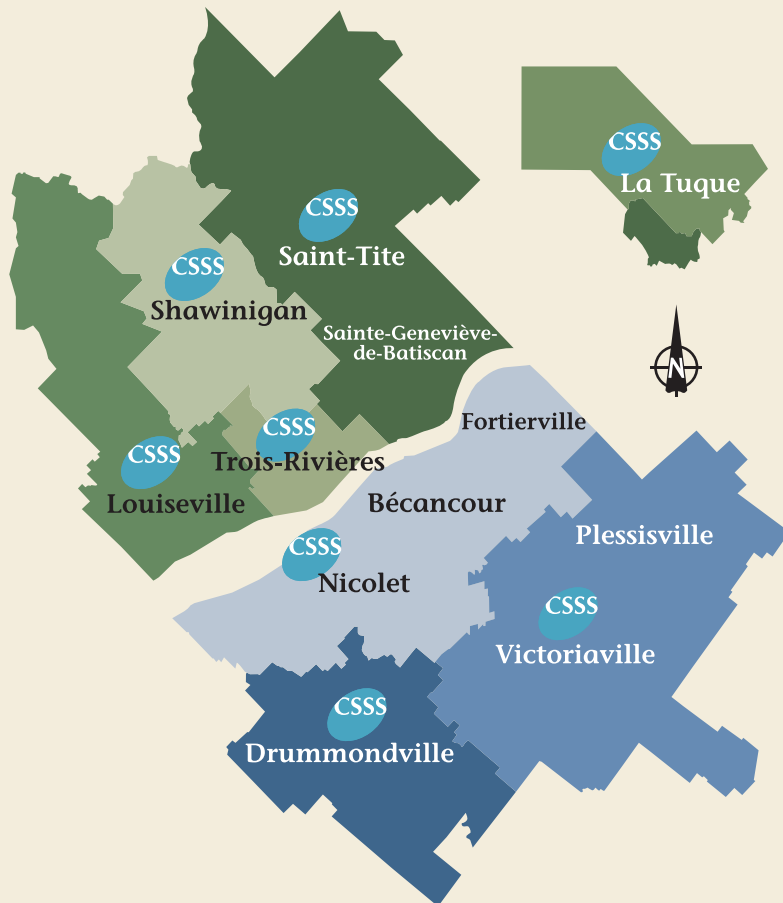 CSSS
La Tuque
CSSS
Saint-Tite
CSSS
Shawinigan
Sainte-Geneviève-
de-Batiscan
N
CSSS
Trois-Rivières
CSSS
Louiseville
Fortierville
Bécancour
Plessisville
CSSS
Nicolet
CSSS
Victoriaville
CSSS
Drummondville